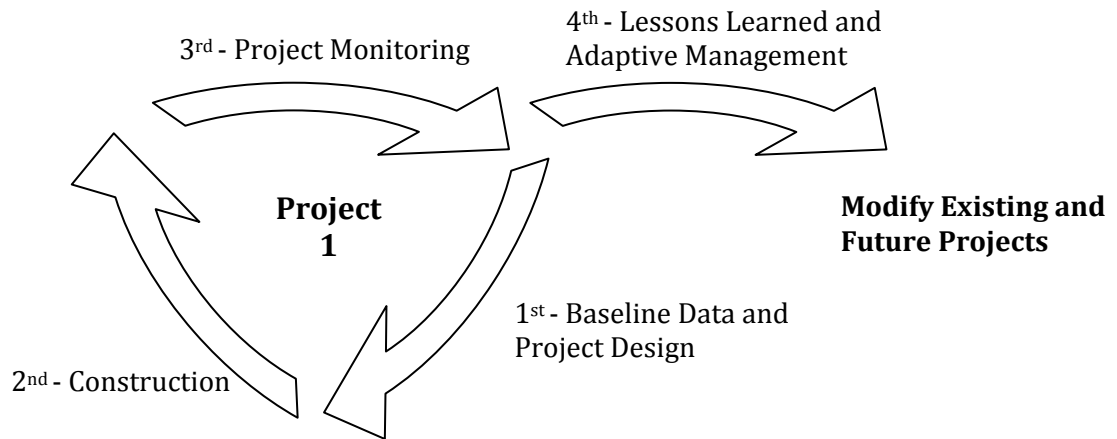 4th - Lessons Learned and
Adaptive Management
3rd - Project Monitoring
Project
1
Modify Existing and
Future Projects
1st - Baseline Data and
Project Design
2nd - Construction